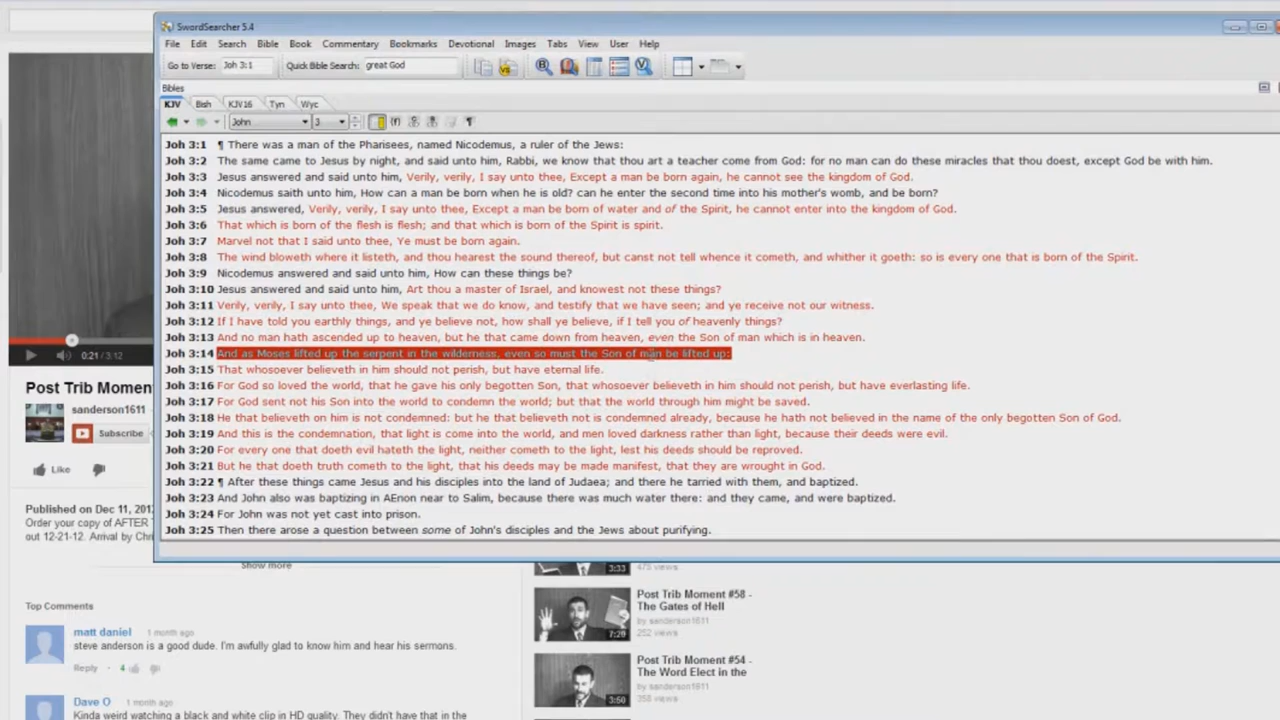 SwordSearcher 5.4
File Edit Search Bible Book Commentary Bookmarks Devotional Images Tabs View User Help
Go to Verse: Joh 3:1 Quick Bible Search: great God
Bibles
KJV Bish KJV16 Tyn Wyc
John 3
Joh 3:1 ¶ There was a man of the Pharisees, named Nicodemus, a ruler of the Jews:
Joh 3:2 The same came to Jesus by night, and said unto him, Rabbi, we know that thou art a teacher come from God: for no man can do these miracles that thou doest, except God be with him.
Joh 3:3 Jesus answered and said unto him, Verily, verily, I say unto thee, Except a man be born again, he cannot see the kingdom of God.
Joh 3:4 Nicodemus saith unto him, How can a man be born when he is old? can he enter the second time into his mother's womb, and be born?
Joh 3:5 Jesus answered, Verily, verily, I say unto thee, Except a man be born of water and of the Spirit, he cannot enter into the kingdom of God.
Joh 3:6 That which is born of the flesh is flesh; and that which is born of the Spirit is spirit.
Joh 3:7 Marvel not that I said unto thee, Ye must be born again.
Joh 3:8 The wind bloweth where it listeth, and thou hearest the sound thereof, but canst not tell whence it cometh, and whither it goeth: so is every one that is born of the Spirit.
Joh 3:9 Nicodemus answered and said unto him, How can these things be?
Joh 3:10 Jesus answered and said unto him, Art thou a master of Israel, and knowest not these things?
Joh 3:11 Verily, verily, I say unto thee, We speak that we do know, and testify that we have seen; and ye receive not our witness.
Joh 3:12 If I have told you earthly things, and ye believe not, how shall ye believe, if I tell you of heavenly things?
Joh 3:13 And no man hath ascended up to heaven, but he that came down from heaven, even the Son of man which is in heaven.
Joh 3:14 And as Moses lifted up the serpent in the wilderness, even so must the Son of man be lifted up:
Joh 3:15 That whosoever believeth in him should not perish, but have eternal life.
Joh 3:16 For God so loved the world, that he gave his only begotten Son, that whosoever believeth in him should not perish, but have everlasting life.
Joh 3:17 For God sent not his Son into the world to condemn the world; but that the world through him might be saved.
Joh 3:18 He that believeth on him is not condemned: but he that believeth not is condemned already, because he hath not believed in the name of the only begotten Son of God.
Joh 3:19 And this is the condemnation, that light is come into the world, and men loved darkness rather than light, because their deeds were evil.
Joh 3:20 For every one that doeth evil hateth the light, neither cometh to the light, lest his deeds should be reproved.
Joh 3:21 But he that doeth truth cometh to the light, that his deeds may be made manifest, that they are wrought in God.
Joh 3:22 ¶ After these things came Jesus and his disciples into the land of Judaea; and there he tarried with them, and baptized.
Joh 3:23 And John also was baptizing in AEnon near to Salim, because there was much water there: and they came, and were baptized.
Joh 3:24 For John was not yet cast into prison.
Joh 3:25 Then there arose a question between some of John's disciples and the Jews about purifying.
0:21 / 3:12
Post Trib Moment
sanderson1611
Subscribe
Like
Published on Dec 11, 201
Order your copy of AFTER
out 12-21-12. Arrival by Chri
Show more
Top Comments
matt daniel 1 month ago
steve anderson is a good dude. I'm awfully glad to know him and hear his sermons.
Reply · 4
Dave O 1 month ago
Kinda weird watching a black and white clip in HD quality. They didn't have that in the
3:33
475 views
7:29
Post Trib Moment #58 -
The Gates of Hell
by sanderson1611
252 views
3:50
Post Trib Moment #54 -
The Word Elect in the
by sanderson1611
358 views